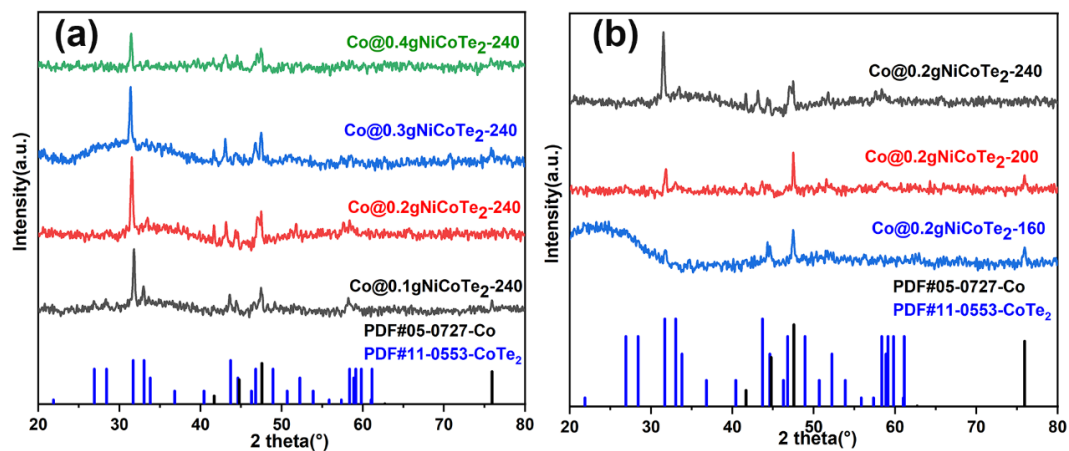 (a)
Co@0.4gNiCoTe2-240
Co@0.3gNiCoTe2-240
Co@0.2gNiCoTe2-240
Co@0.1gNiCoTe2-240
PDF#05-0727-Co
PDF#11-0553-CoTe2
Intensity(a.u.)
20 30 40 50 60 70 80
2 theta(°)
(b)
Co@0.2gNiCoTe2-240
Co@0.2gNiCoTe2-200
Co@0.2gNiCoTe2-160
PDF#05-0727-Co
PDF#11-0553-CoTe2
Intensity(a.u.)
20 30 40 50 60 70 80
2 theta(°)